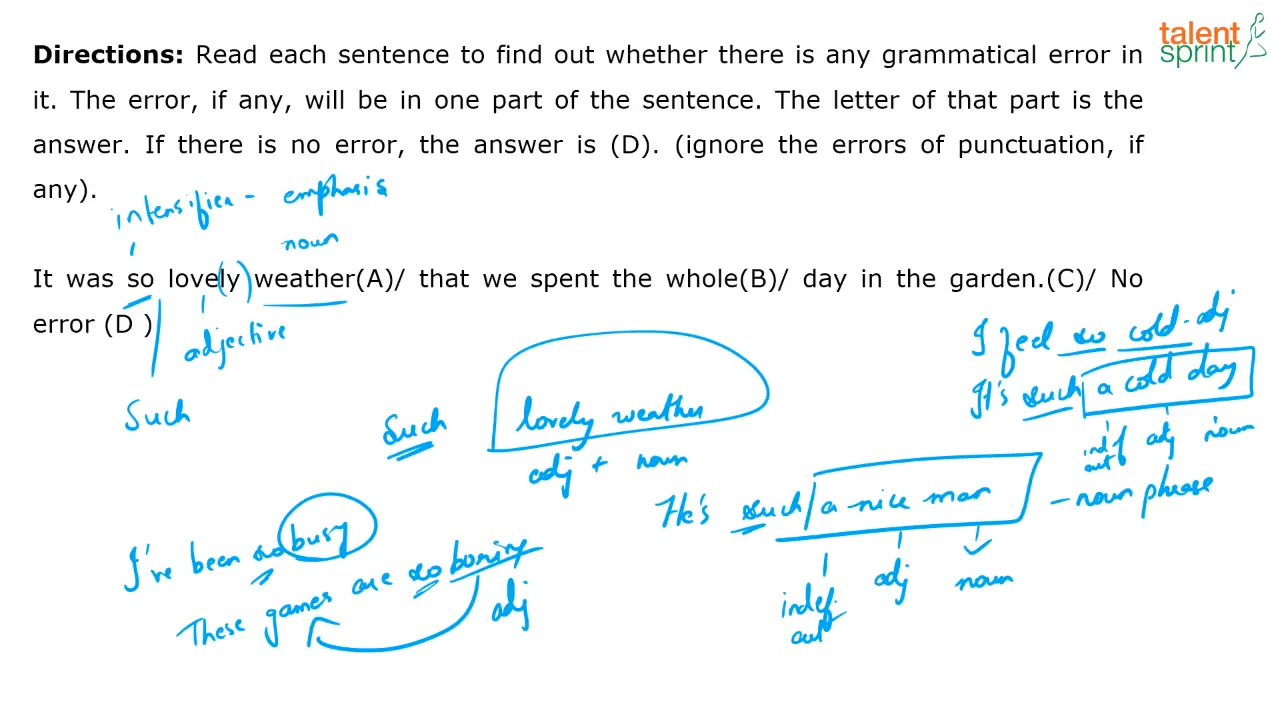 talent
sprint
Directions: Read each sentence to find out whether there is any grammatical error in
it. The error, if any, will be in one part of the sentence. The letter of that part is the
answer. If there is no error, the answer is (D). (ignore the errors of punctuation, if
any).
intensifier - emphasis
noun
It was so lovely weather(A)/ that we spent the whole(B)/ day in the garden.(C)/ No
error (D )
adjective
Such
Such lovely weather
adj + noun
I feel so cold - adj
It's such a cold day
indf art adj noun
- noun phrase
He's such a nice man
indef. art adj noun
I've been so busy
These games are so boring
adj